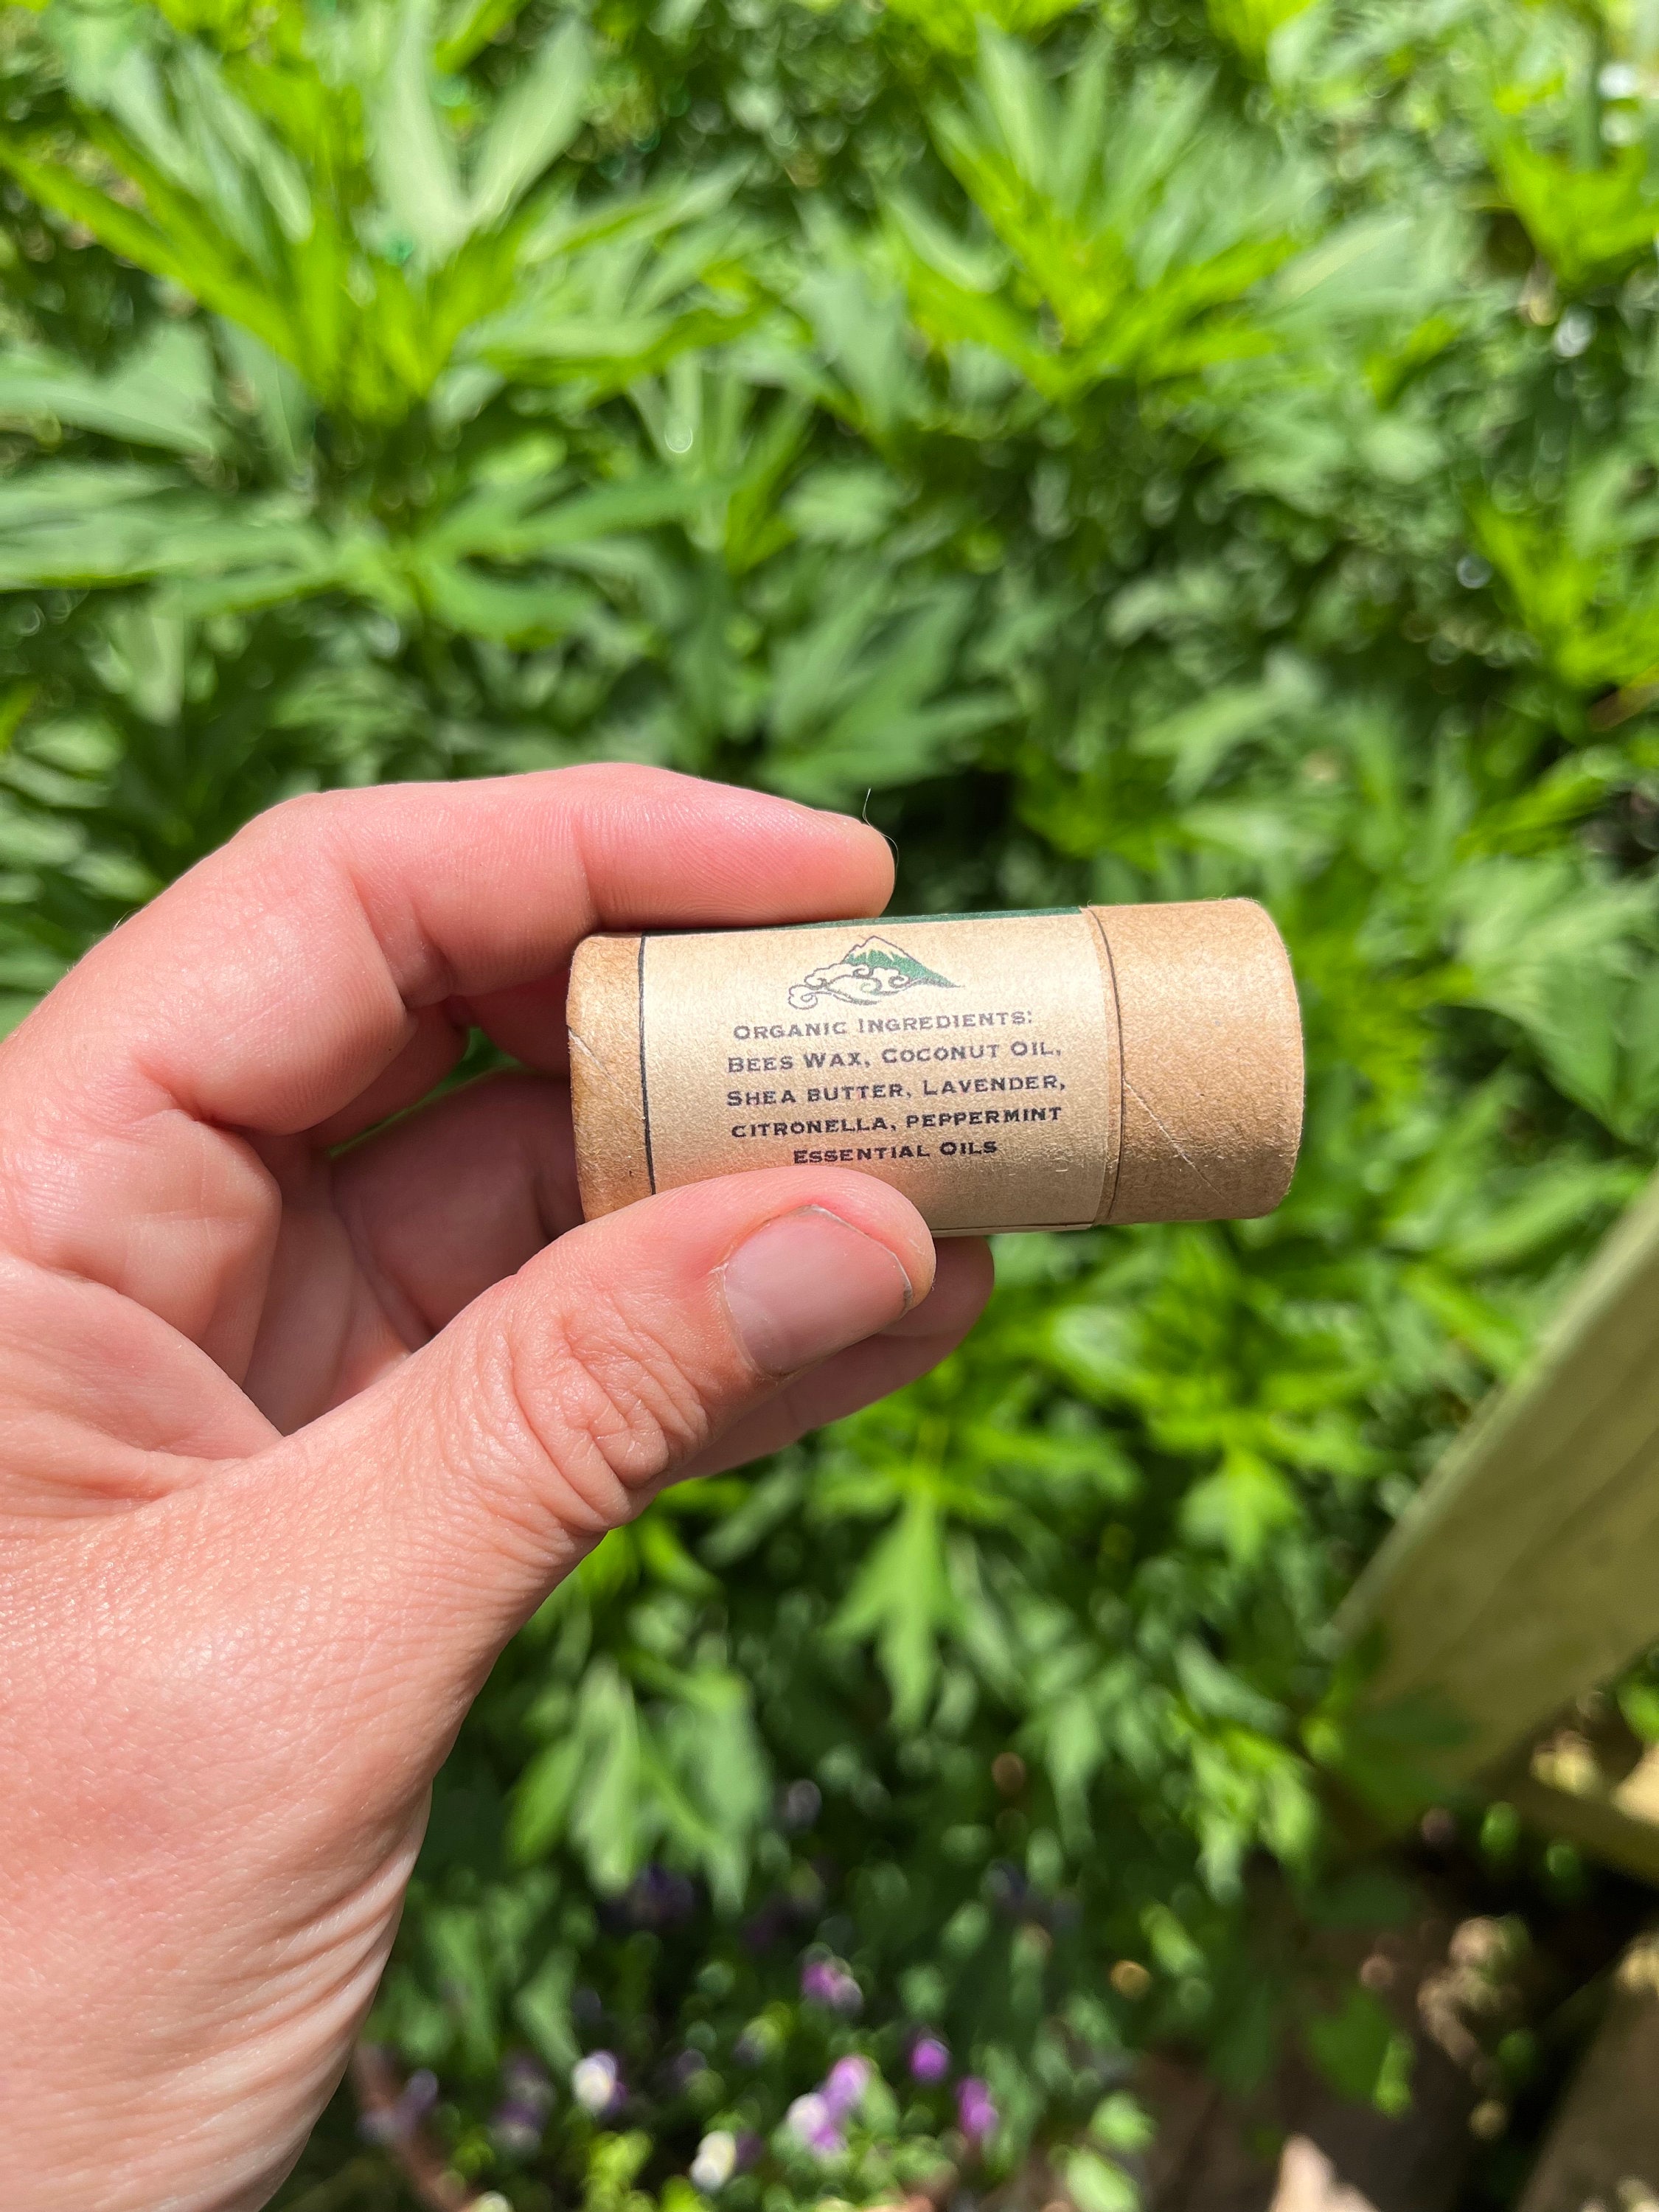 Organic Ingredients:
Bees Wax, Coconut Oil,
Shea butter, Lavender,
citronella, peppermint
Essential Oils